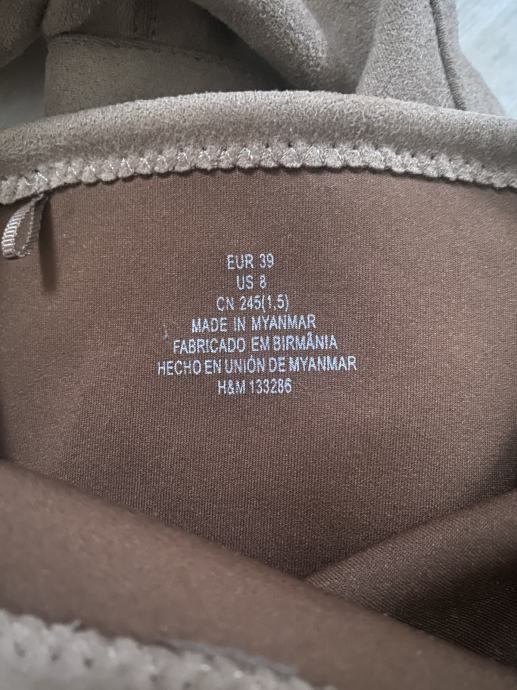 EUR 39
US 8
CN 245(1,5)
MADE IN MYANMAR
FABRICADO EM BIRMÂNIA
HECHO EN UNIÓN DE MYANMAR
H&M 133286